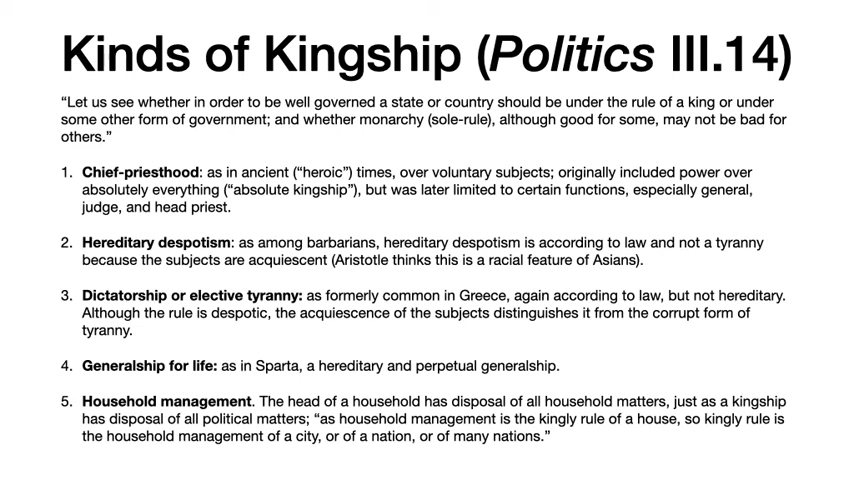 Kinds of Kingship (Politics III.14)
“Let us see whether in order to be well governed a state or country should be under the rule of a king or under
some other form of government; and whether monarchy (sole-rule), although good for some, may not be bad for
others.”
1. Chief-priesthood: as in ancient (“heroic”) times, over voluntary subjects; originally included power over
absolutely everything (“absolute kingship”), but was later limited to certain functions, especially general,
judge, and head priest.
2. Hereditary despotism: as among barbarians, hereditary despotism is according to law and not a tyranny
because the subjects are acquiescent (Aristotle thinks this is a racial feature of Asians).
3. Dictatorship or elective tyranny: as formerly common in Greece, again according to law, but not hereditary.
Although the rule is despotic, the acquiescence of the subjects distinguishes it from the corrupt form of
tyranny.
4. Generalship for life: as in Sparta, a hereditary and perpetual generalship.
5. Household management. The head of a household has disposal of all household matters, just as a kingship
has disposal of all political matters; “as household management is the kingly rule of a house, so kingly rule is
the household management of a city, or of a nation, or of many nations.”